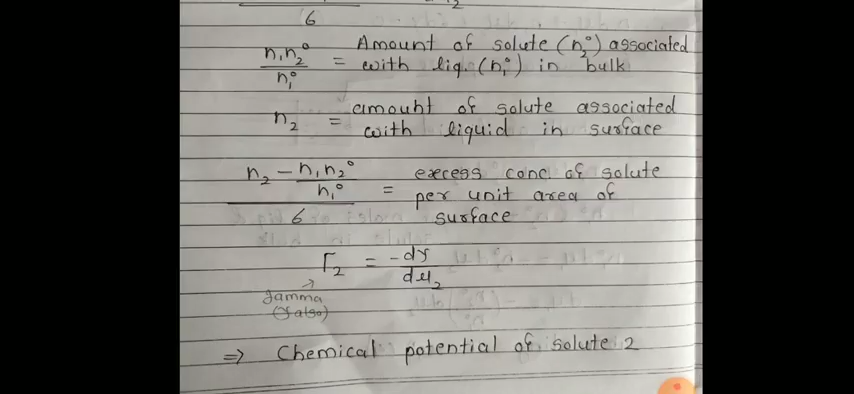 6
n₁n₂° / n₁° = Amount of solute (n₂°) associated
with liq. (n₁°) in bulk
n₂ = amount of solute associated
with liquid in surface
n₂ - n₁n₂° / n₁° = excess conc. of solute
6 per unit area of
surface
Γ₂ = -dγ / dμ₂
gamma
⇒ Chemical potential of solute 2